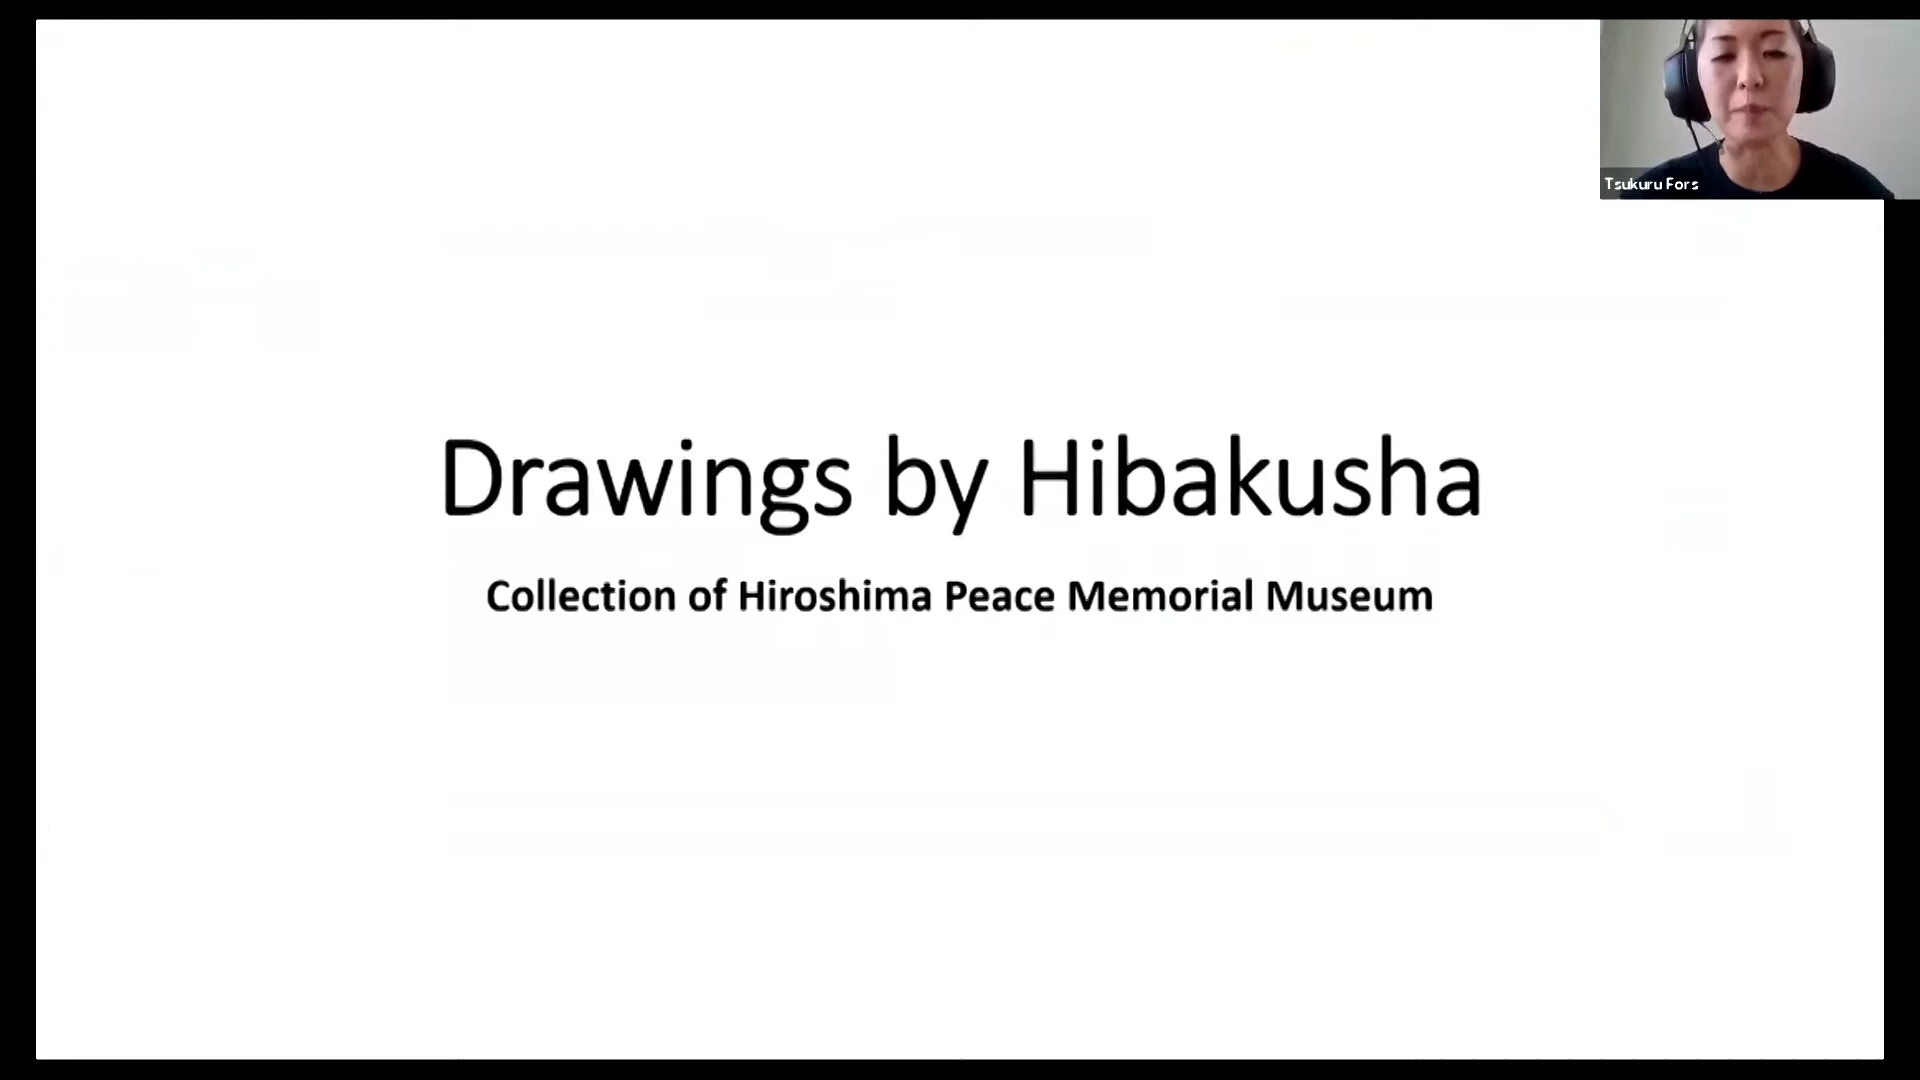 Tsukuru Fors
Drawings by Hibakusha
Collection of Hiroshima Peace Memorial Museum